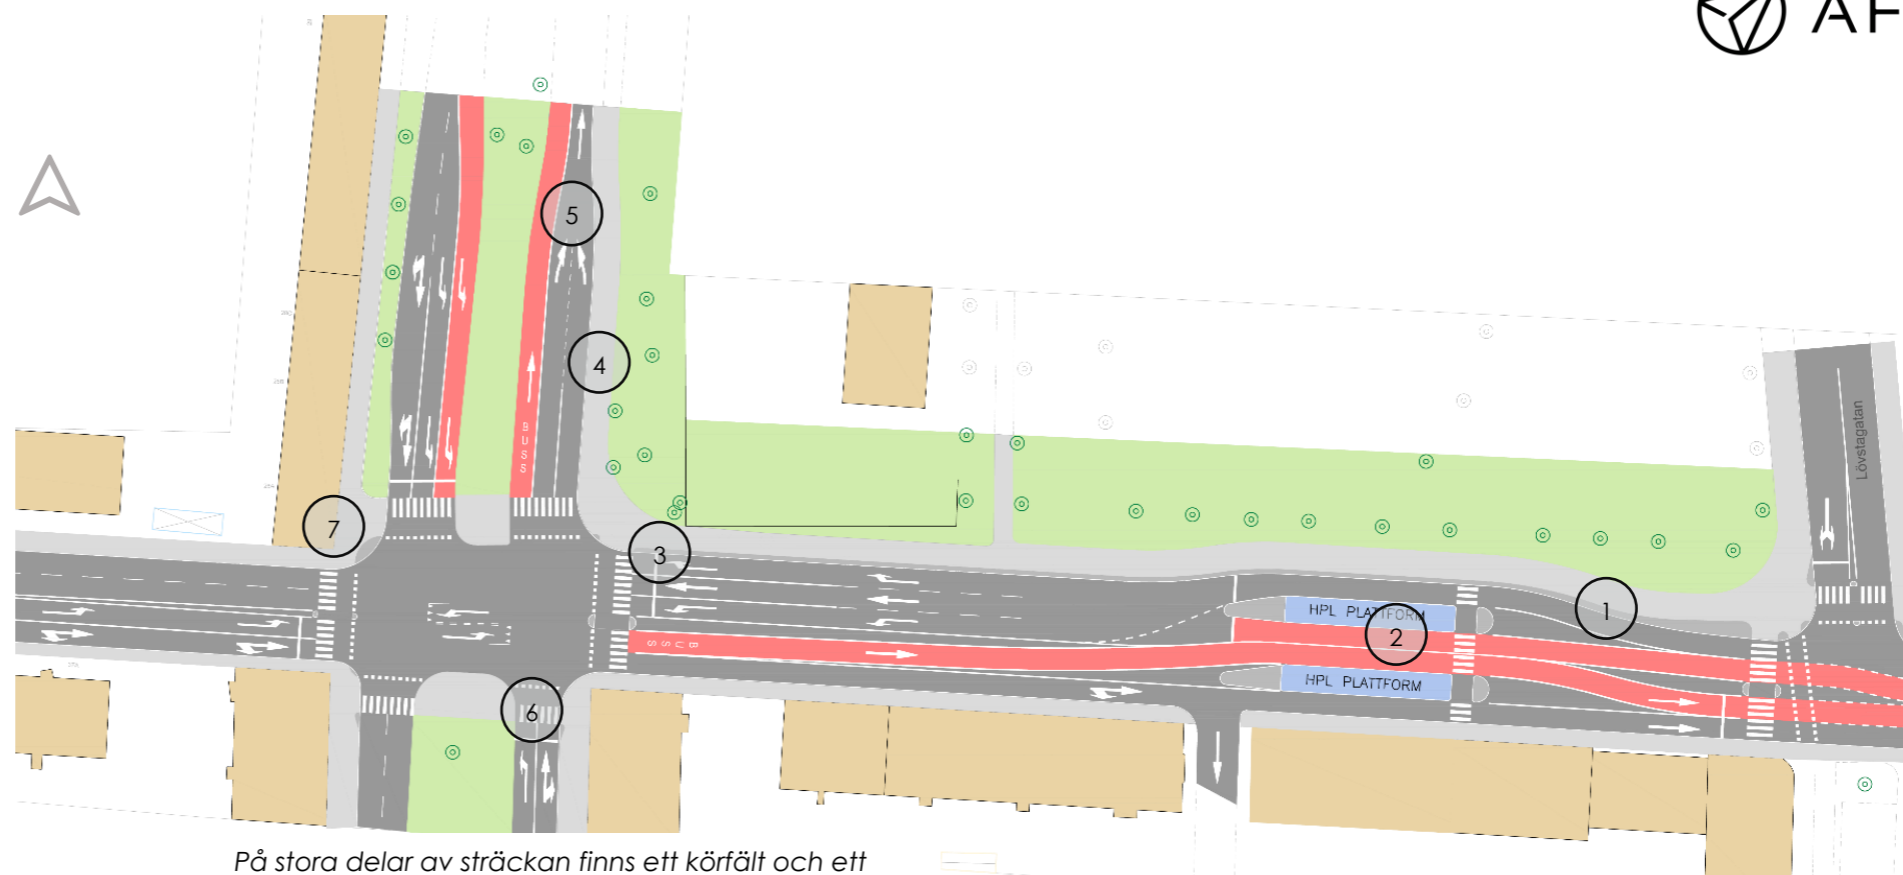 AF
5
4
BUSS
Lövstagatan
7
3
HPL PLATTFORM
1
2
BUSS
HPL PLATTFORM
6
På stora delar av sträckan finns ett körfält och ett